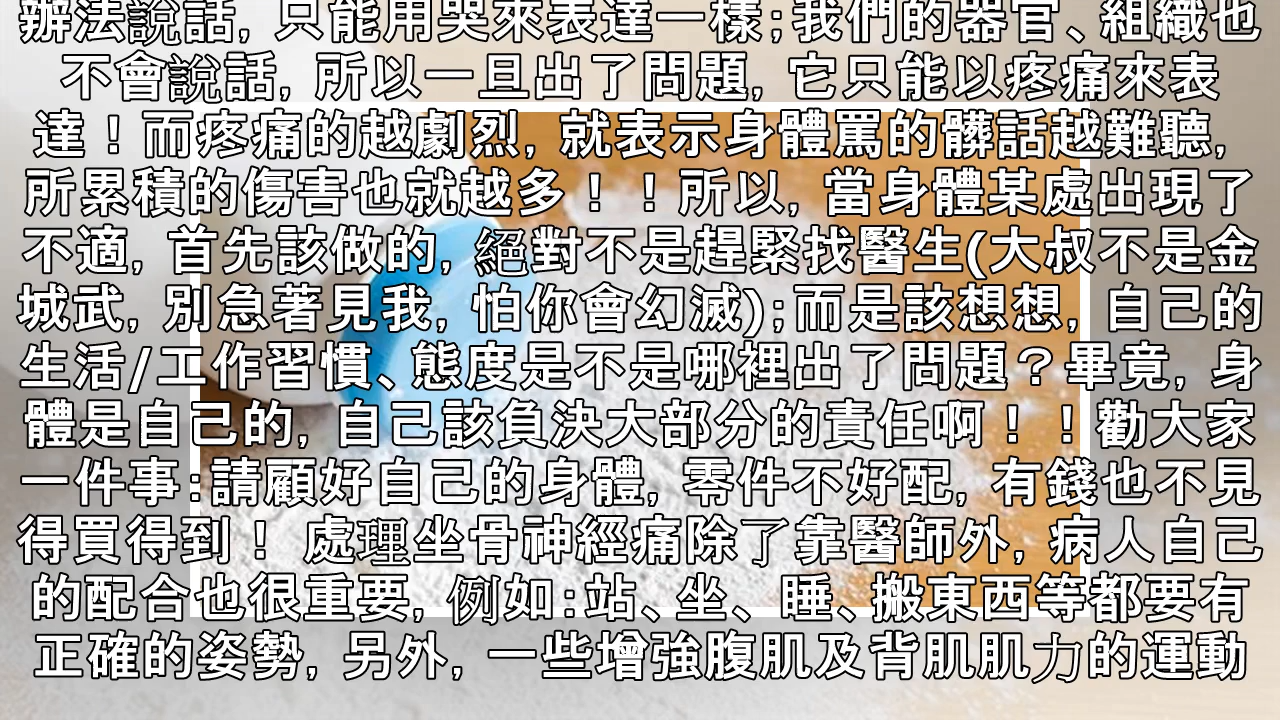 辦法說話, 只能用哭來表達一樣;我們的器官、組織也
不會說話, 所以一旦出了問題, 它只能以疼痛來表
達！而疼痛的越劇烈, 就表示身體罵的髒話越難聽,
所累積的傷害也就越多！！所以, 當身體某處出現了
不適, 首先該做的, 絕對不是趕緊找醫生(大叔不是金
城武, 別急著見我, 怕你會幻滅);而是該想想, 自己的
生活/工作習慣、態度是不是哪裡出了問題？畢竟, 身
體是自己的, 自己該負決大部分的責任啊！！勸大家
一件事:請顧好自己的身體, 零件不好配, 有錢也不見
得買得到！ 處理坐骨神經痛除了靠醫師外, 病人自己
的配合也很重要, 例如:站、坐、睡、搬東西等都要有
正確的姿勢, 另外, 一些增強腹肌及背肌肌力的運動